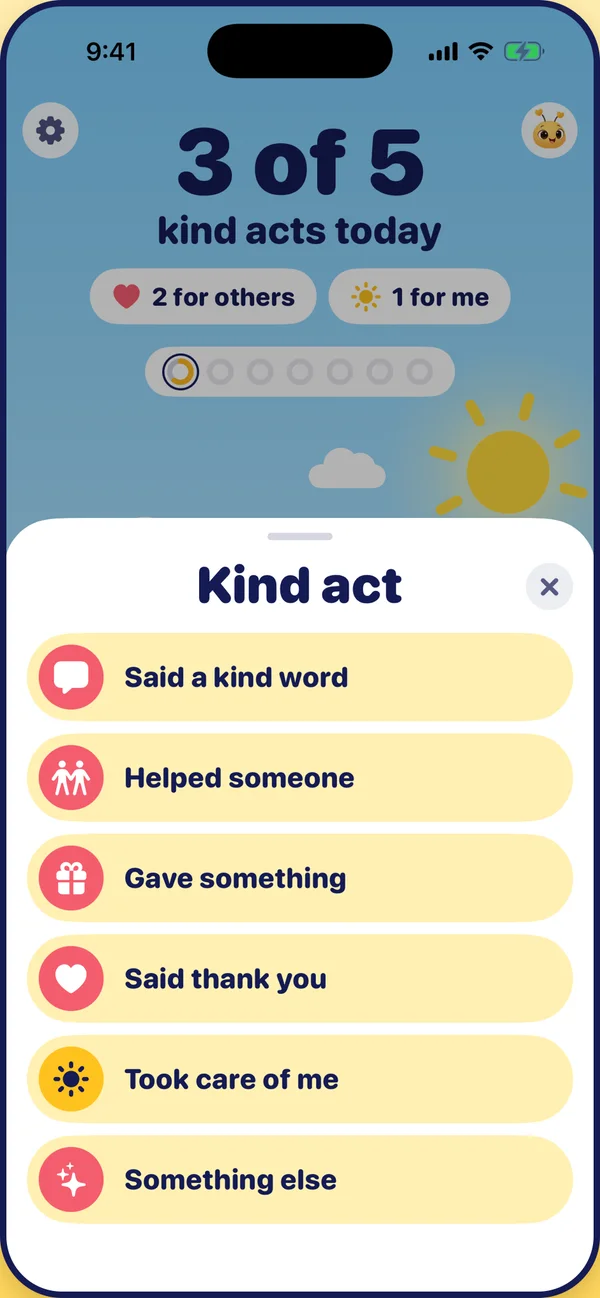 9:41
3 of 5
kind acts today
2 for others
1 for me
Kind act
Said a kind word
Helped someone
Gave something
Said thank you
Took care of me
Something else